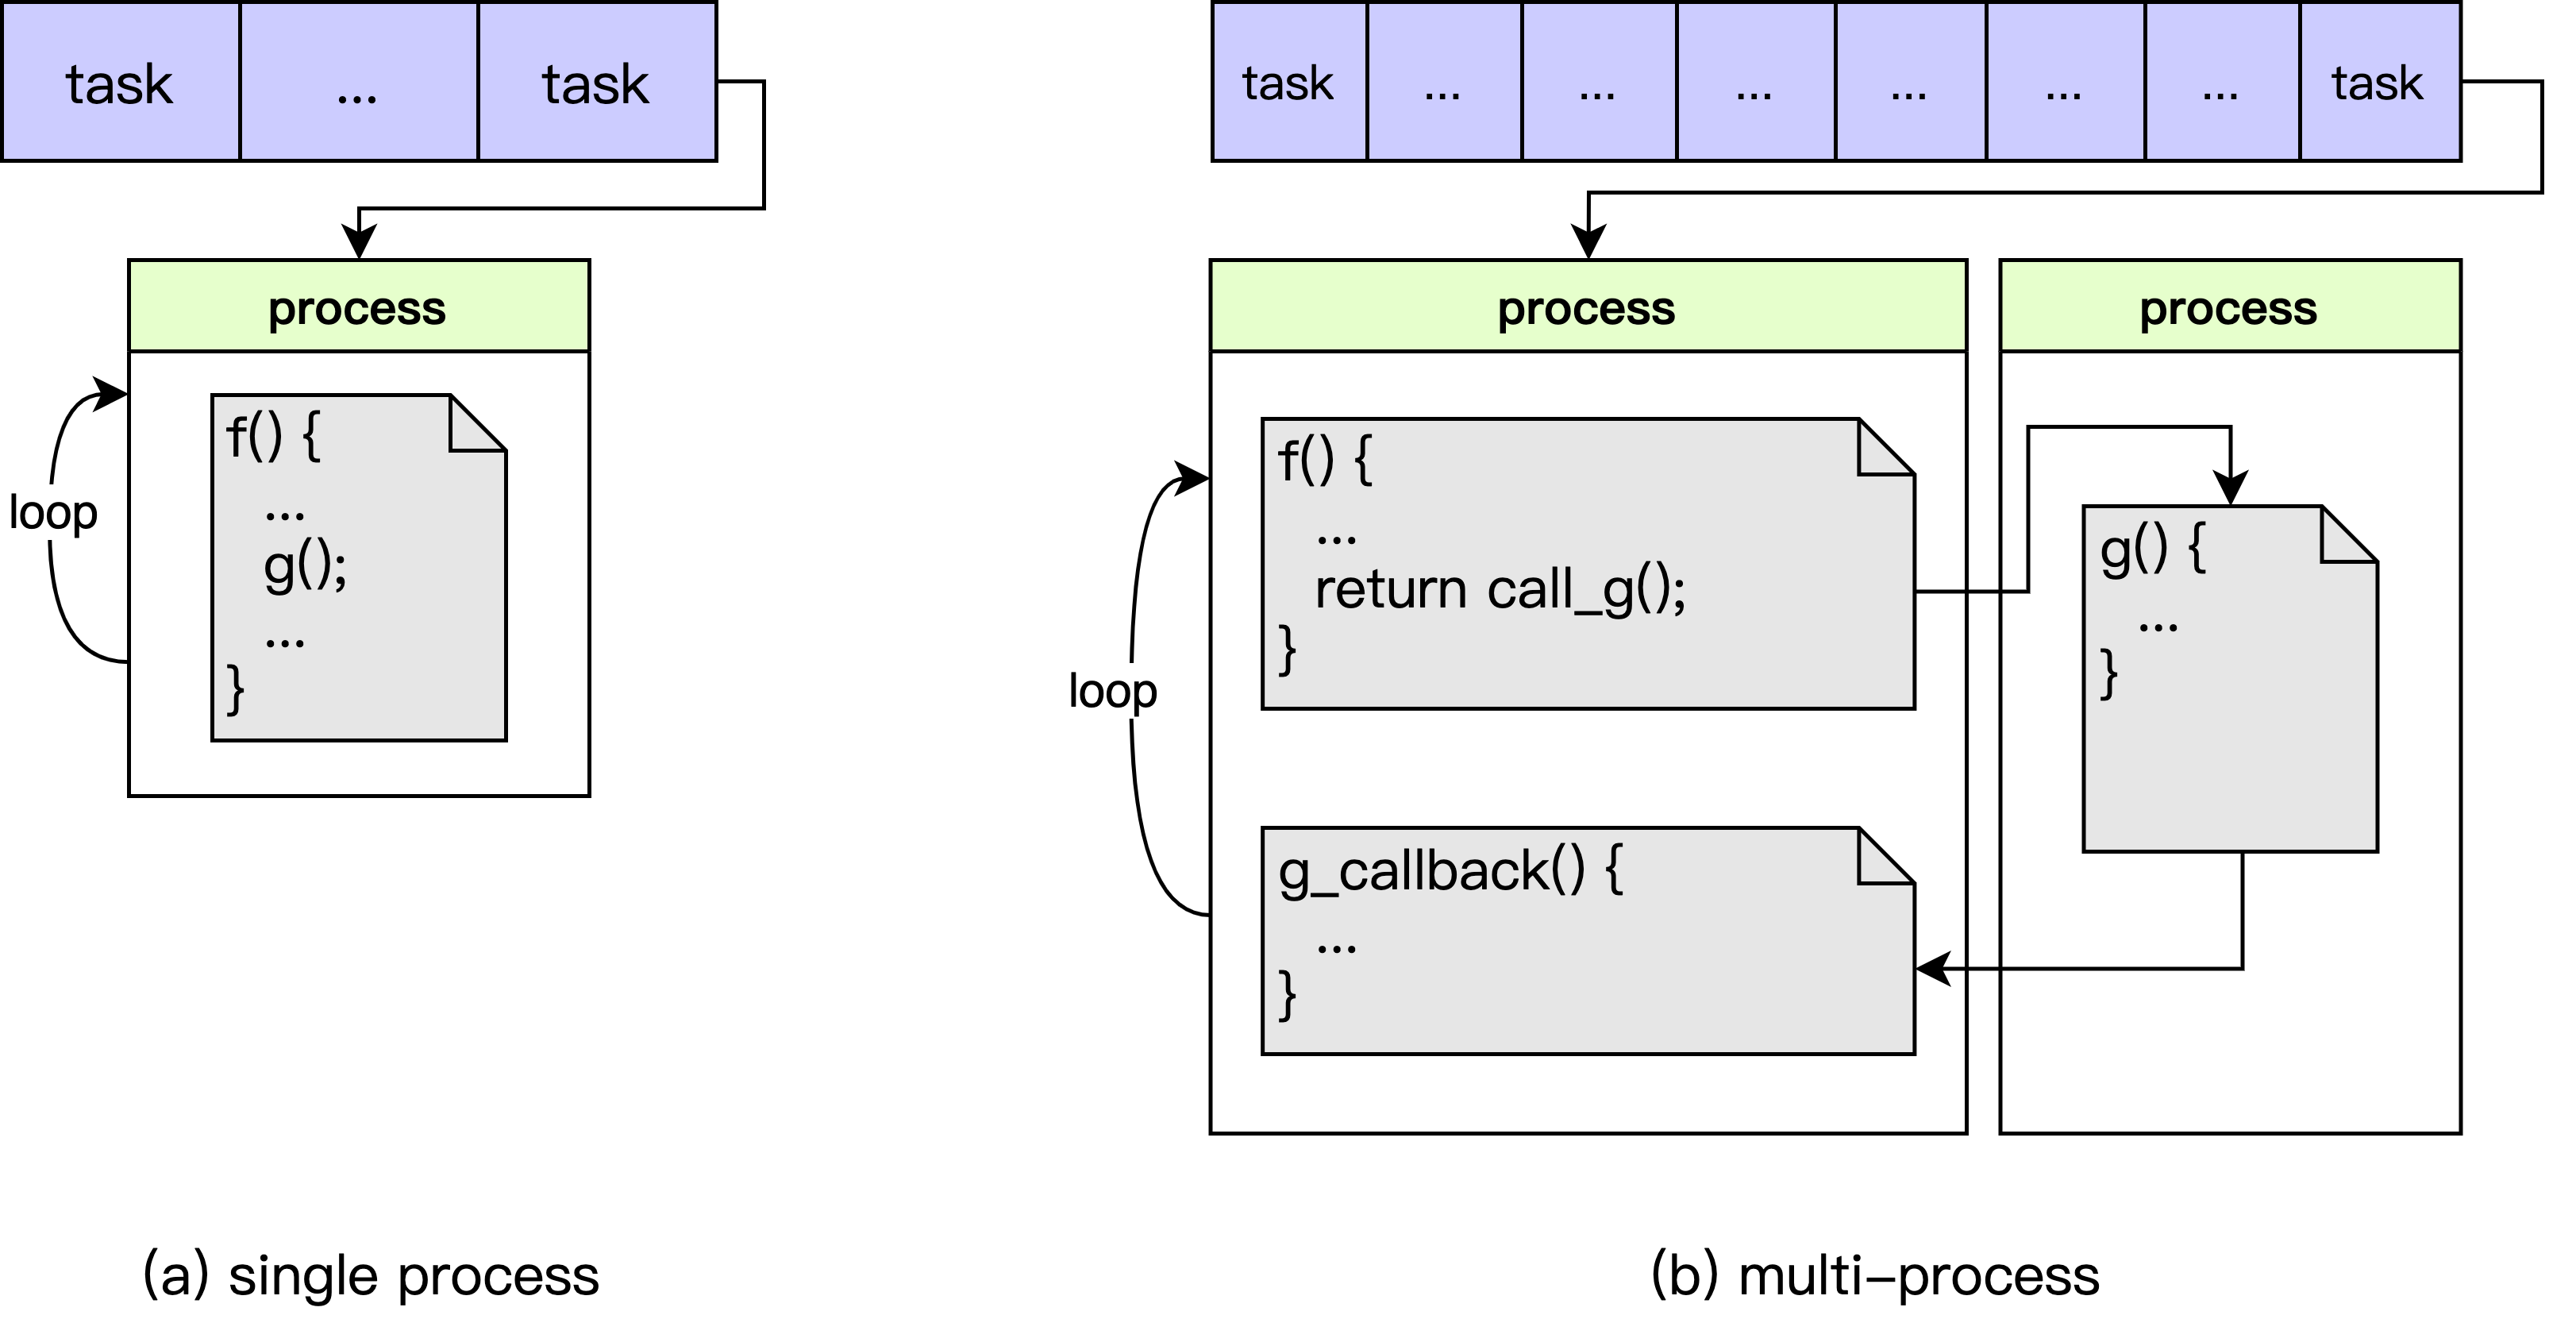 task ... task
process
loop
f() {
...
g();
...
}
(a) single process
task ... ... ... ... ... ... task
process
loop
f() {
...
return call_g();
}
g_callback() {
...
}
process
g() {
...
}
(b) multi-process